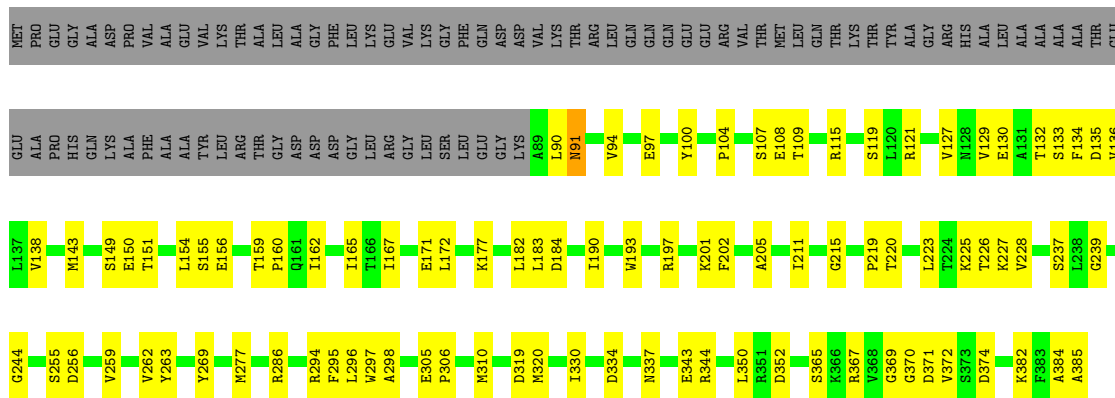 MET PRO GLU GLY ALA ASP PRO VAL ALA GLU VAL LYS THR ALA LEU ALA GLY PHE LEU LYS GLU VAL LYS GLY PHE GLN ASP ASP VAL LYS THR ARG LEU GLN GLN GLN GLU GLU ARG VAL THR MET LEU GLN THR LYS THR TYR ALA GLY ARG HIS ALA LEU ALA ALA ALA ALA THR GLU
GLU ALA PRO HIS GLN LYS ALA PHE ALA ALA TYR LEU ARG THR GLY ASP ASP ASP GLY LEU ARG GLY LEU SER LEU GLU GLY LYS A89 L90 N91 V94 E97 Y100 P104 S107 E108 T109 R115 S119 L120 R121 V127 N128 V129 E130 A131 T132 S133 F134 D135 V136
L137 V138 M143 S149 E150 T151 L154 S155 E156 T159 P160 Q161 I162 I165 T166 I167 E171 L172 K177 L182 L183 D184 I190 W193 R197 K201 F202 A205 I211 G215 P219 T220 L223 T224 K225 T226 K227 V228 S237 L238 G239
G244 S255 D256 V259 V262 Y263 Y269 M277 R286 R294 F295 L296 W297 A298 E305 P306 M310 D319 M320 I330 D334 N337 E343 R344 L350 R351 D352 S365 K366 R367 V368 G369 G370 D371 V372 S373 D374 K382 F383 A384 A385